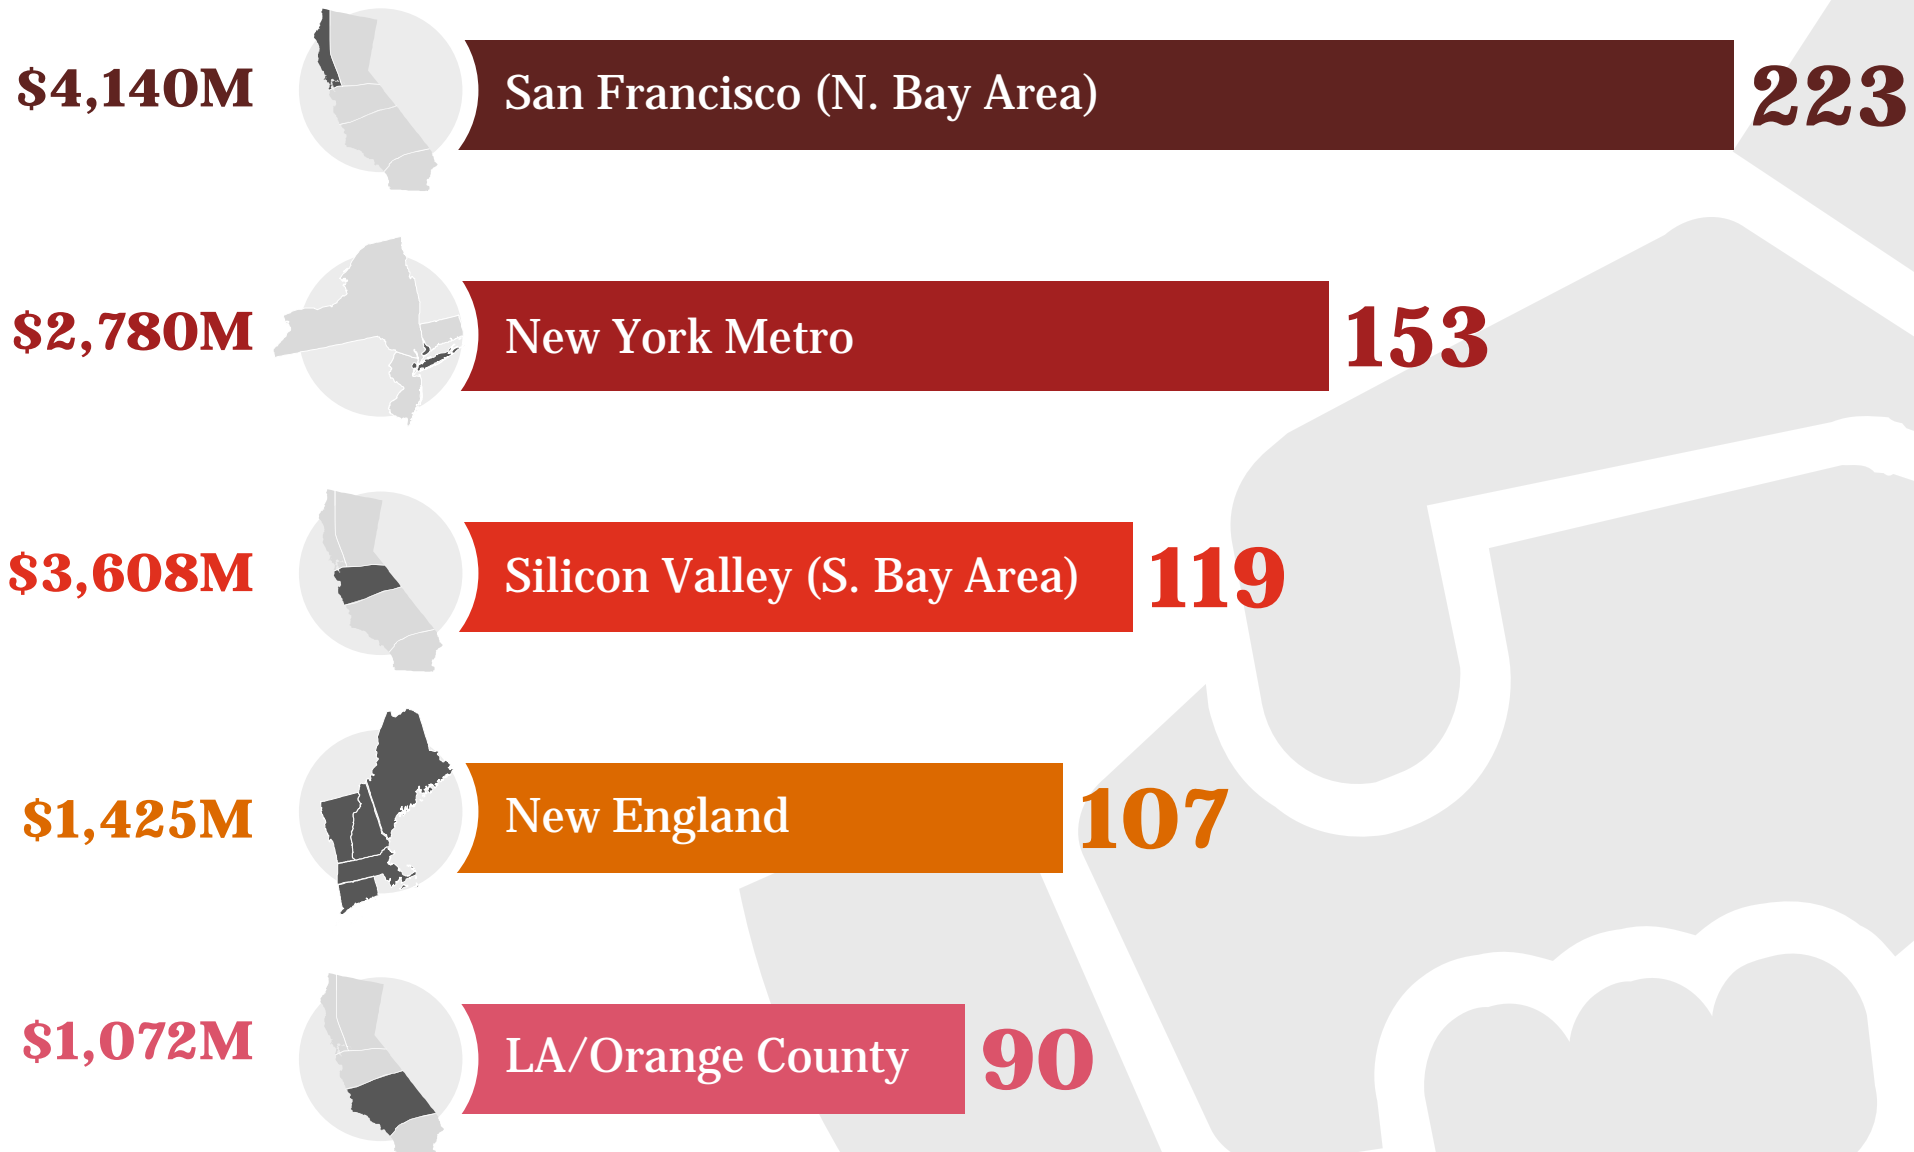 $4,140M San Francisco (N. Bay Area) 223
$2,780M New York Metro 153
$3,608M Silicon Valley (S. Bay Area) 119
$1,425M New England 107
$1,072M LA/Orange County 90